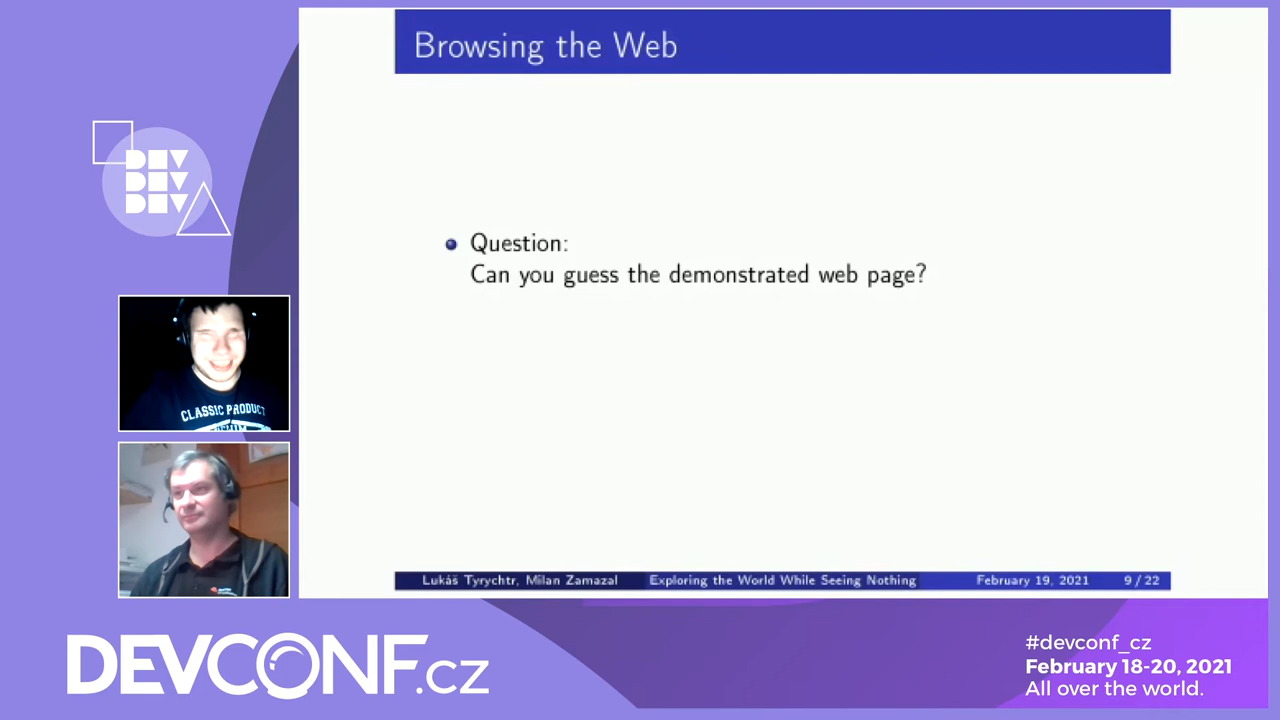 Browsing the Web
DEV
DEV
DEV
Question:
Can you guess the demonstrated web page?
CLASSIC PRODUCT
Lukáš Tyrychtr, Milan Zamazal Exploring the World While Seeing Nothing February 19, 2021 9 / 22
DEVCONF.cz
#devconf_cz
February 18-20, 2021
All over the world.